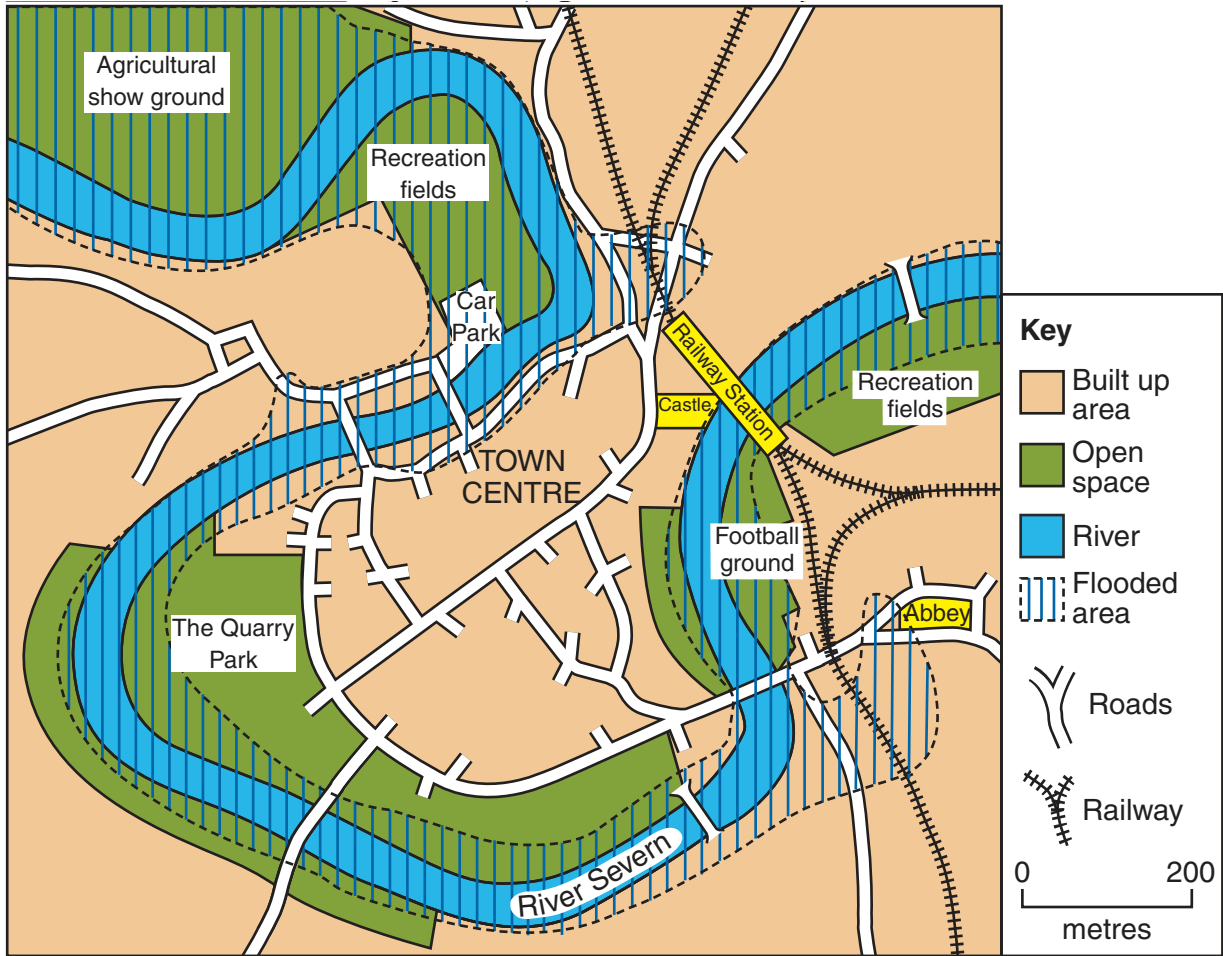 Agricultural
show ground
Recreation
fields
Car
Park
Railway Station
Castle
Recreation
fields
TOWN
CENTRE
Football
ground
The Quarry
Park
Abbey
River Severn
Key
Built up
area
Open
space
River
Flooded
area
Roads
Railway
0 200
metres